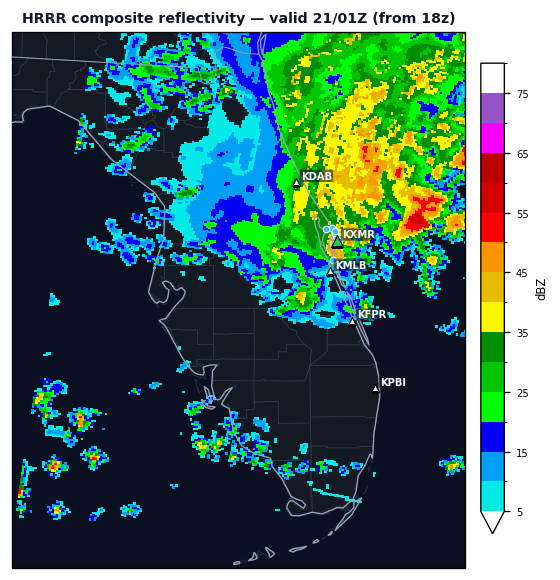 HRRR composite reflectivity — valid 21/01Z (from 18z)
KDAB
KXMR
KMLB
KFPR
KPBI
75
65
55
45
35
25
15
5
dBZ